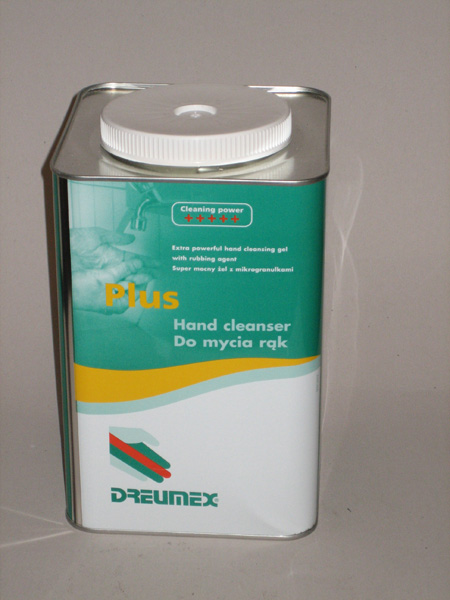 Cleaning power
+++++
Extra powerful hand cleansing gel
with rubbing agent
Super mocny żel z mikrogranulkami
Plus
Hand cleanser
Do mycia rąk
DREUMEX